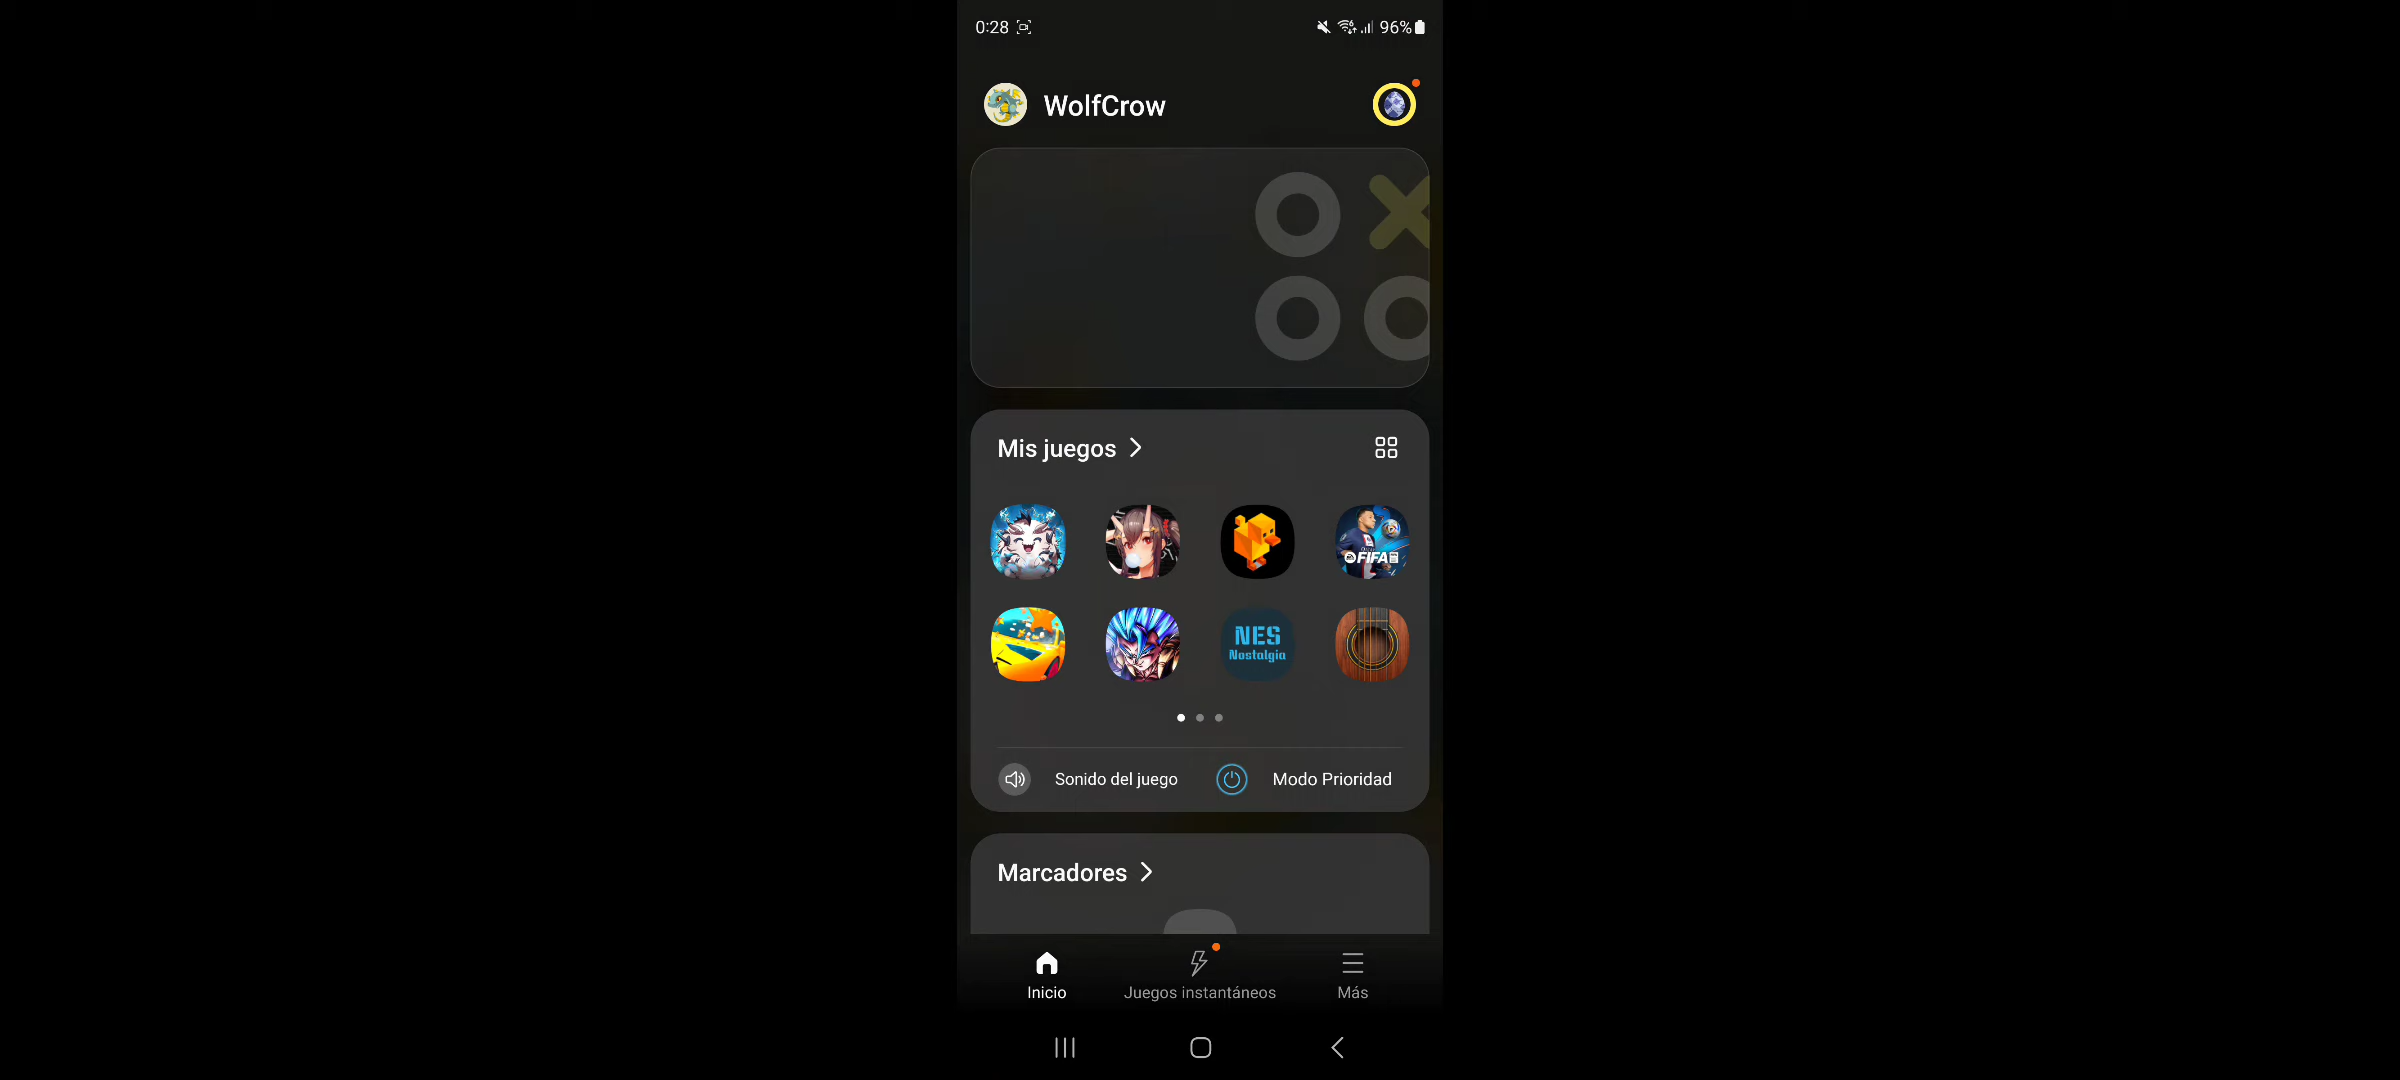 0:28
96%
WolfCrow
Mis juegos
FIFA
NES
Nostalgia
Sonido del juego
Modo Prioridad
Marcadores
Inicio
Juegos instantáneos
Más